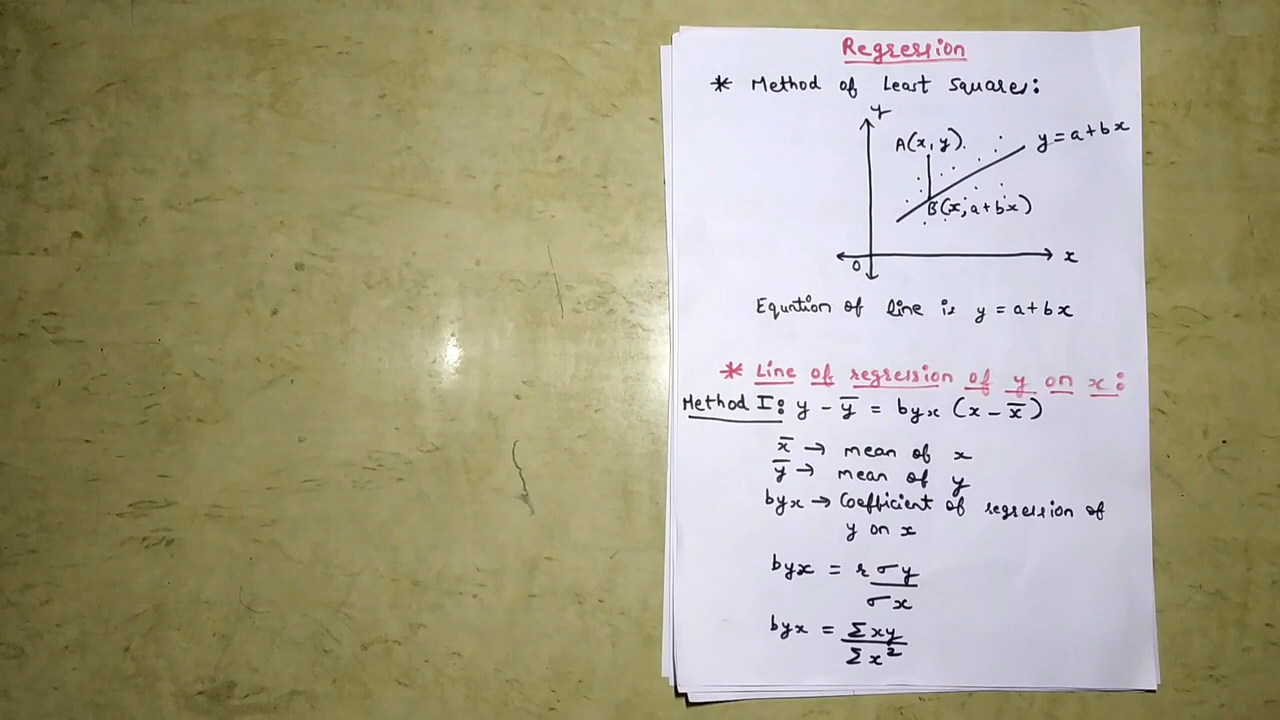 Regression
* Method of Least Squares:
y
A(x, y)
y = a+bx
B(x, a+bx)
0
x
Equation of line is y = a+bx
* Line of regression of y on x:
Method I: y - ȳ = byx (x - x̄)
x̄ → mean of x
ȳ → mean of y
byx → Coefficient of regression of
y on x
byx = r σy
σx
byx = Σxy
Σx²